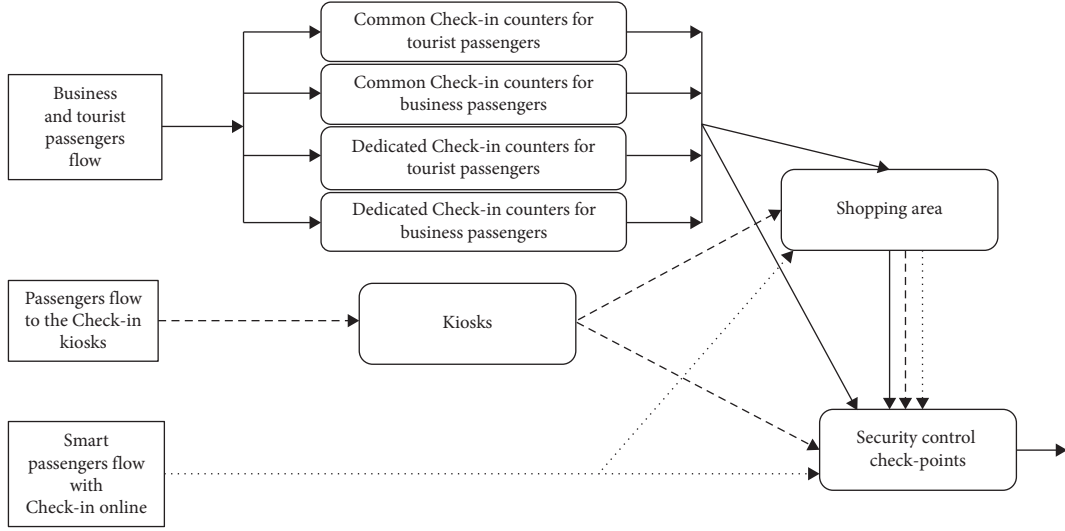 Business
and tourist
passengers
flow
Common Check-in counters for
tourist passengers
Common Check-in counters for
business passengers
Dedicated Check-in counters for
tourist passengers
Dedicated Check-in counters for
business passengers
Shopping area
Passengers flow
to the Check-in
kiosks
Kiosks
Smart
passengers flow
with
Check-in online
Security control
check-points